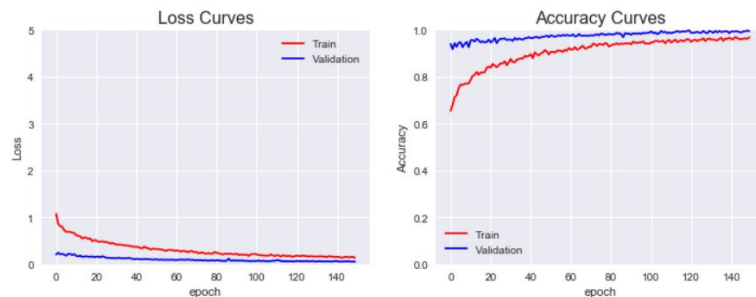 Loss Curves
5
4
3
2
1
0
Loss
Train
Validation
0 20 40 60 80 100 120 140
epoch
Accuracy Curves
1.0
0.8
0.6
0.4
0.2
0.0
Accuracy
Train
Validation
0 20 40 60 80 100 120 140
epoch